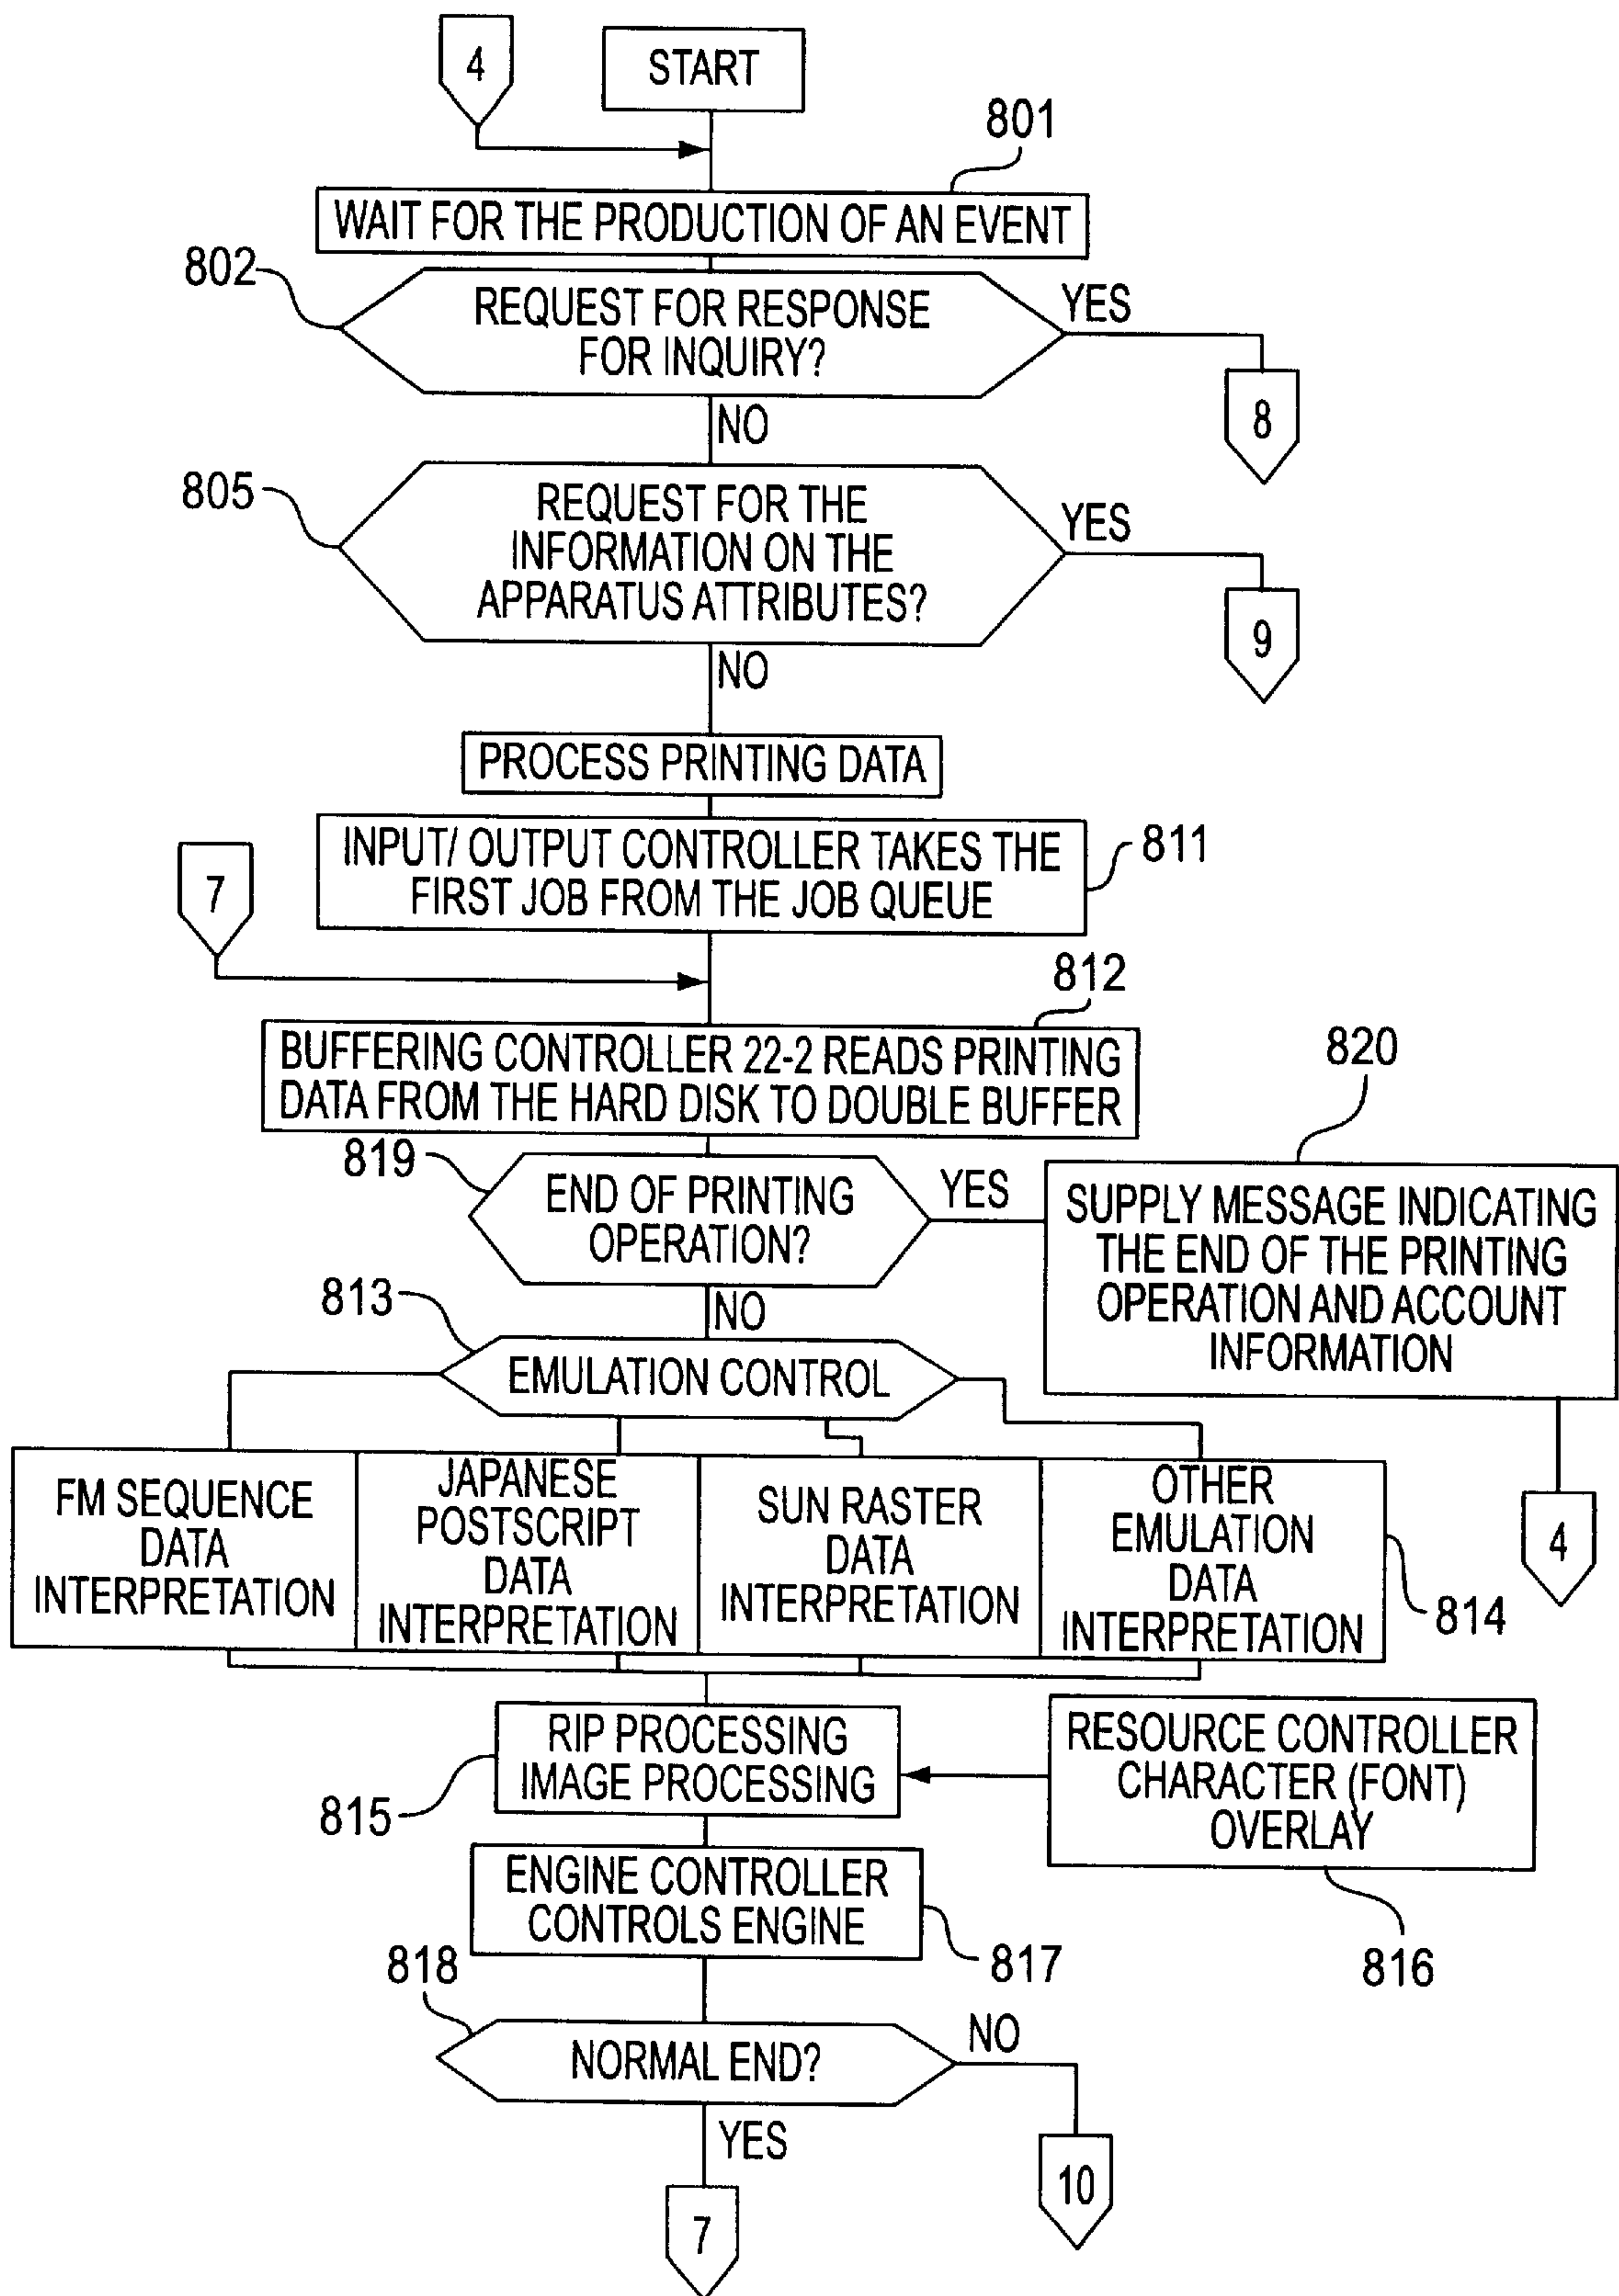 4
START
801
WAIT FOR THE PRODUCTION OF AN EVENT
802
REQUEST FOR RESPONSE
FOR INQUIRY?
YES
8
NO
805
REQUEST FOR THE
INFORMATION ON THE
APPARATUS ATTRIBUTES?
YES
9
NO
PROCESS PRINTING DATA
INPUT/ OUTPUT CONTROLLER TAKES THE
FIRST JOB FROM THE JOB QUEUE
811
7
812
BUFFERING CONTROLLER 22-2 READS PRINTING
DATA FROM THE HARD DISK TO DOUBLE BUFFER
819
END OF PRINTING
OPERATION?
YES
820
SUPPLY MESSAGE INDICATING
THE END OF THE PRINTING
OPERATION AND ACCOUNT
INFORMATION
4
NO
813
EMULATION CONTROL
FM SEQUENCE
DATA
INTERPRETATION
JAPANESE
POSTSCRIPT
DATA
INTERPRETATION
SUN RASTER
DATA
INTERPRETATION
OTHER
EMULATION
DATA
INTERPRETATION
814
RIP PROCESSING
IMAGE PROCESSING
815
RESOURCE CONTROLLER
CHARACTER (FONT)
OVERLAY
816
ENGINE CONTROLLER
CONTROLS ENGINE
817
818
NORMAL END?
NO
10
YES
7